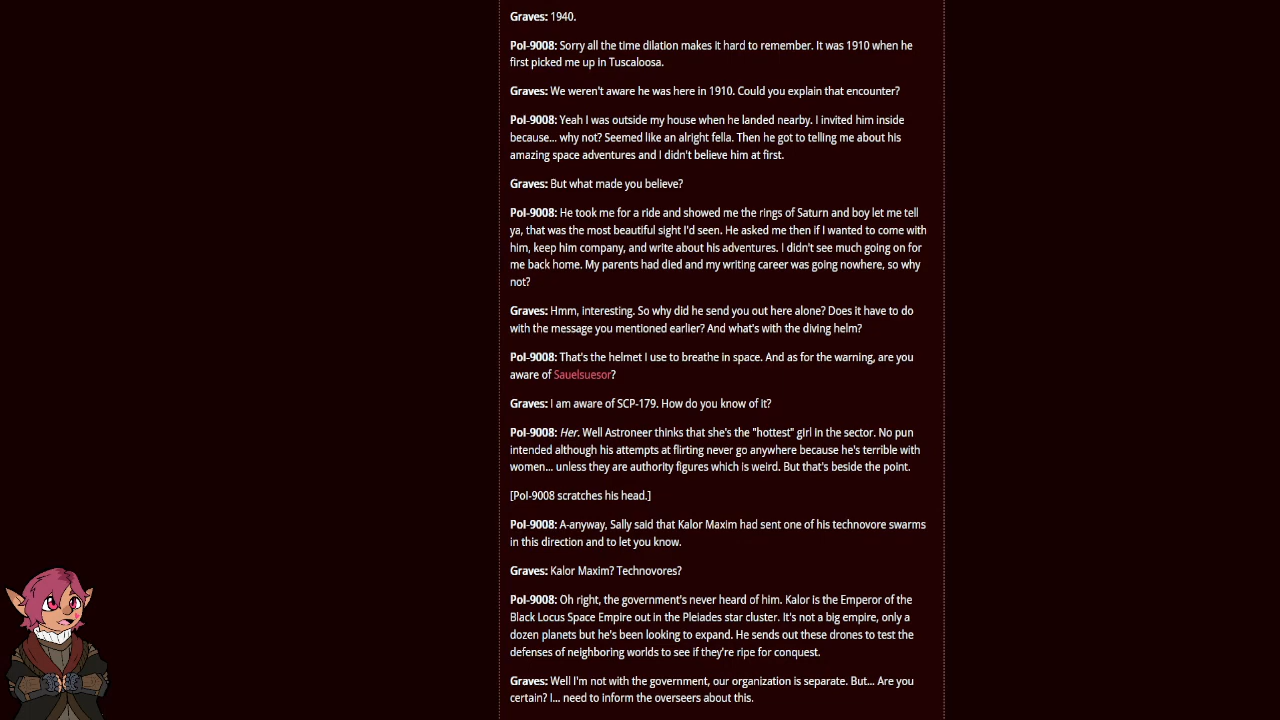 Graves: 1940.
PoI-9008: Sorry all the time dilation makes it hard to remember. It was 1910 when he
first picked me up in Tuscaloosa.
Graves: We weren't aware he was here in 1910. Could you explain that encounter?
PoI-9008: Yeah I was outside my house when he landed nearby. I invited him inside
because... why not? Seemed like an alright fella. Then he got to telling me about his
amazing space adventures and I didn't believe him at first.
Graves: But what made you believe?
PoI-9008: He took me for a ride and showed me the rings of Saturn and boy let me tell
ya, that was the most beautiful sight I'd seen. He asked me then if I wanted to come with
him, keep him company, and write about his adventures. I didn't see much going on for
me back home. My parents had died and my writing career was going nowhere, so why
not?
Graves: Hmm, interesting. So why did he send you out here alone? Does it have to do
with the message you mentioned earlier? And what's with the diving helm?
PoI-9008: That's the helmet I use to breathe in space. And as for the warning, are you
aware of Sauelsuesor?
Graves: I am aware of SCP-179. How do you know of it?
PoI-9008: Her. Well Astroneer thinks that she's the "hottest" girl in the sector. No pun
intended although his attempts at flirting never go anywhere because he's terrible with
women... unless they are authority figures which is weird. But that's beside the point.
[PoI-9008 scratches his head.]
PoI-9008: A-anyway, Sally said that Kalor Maxim had sent one of his technovore swarms
in this direction and to let you know.
Graves: Kalor Maxim? Technovores?
PoI-9008: Oh right, the government's never heard of him. Kalor is the Emperor of the
Black Locus Space Empire out in the Pleiades star cluster. It's not a big empire, only a
dozen planets but he's been looking to expand. He sends out these drones to test the
defenses of neighboring worlds to see if they're ripe for conquest.
Graves: Well I'm not with the government, our organization is separate. But... Are you
certain? I... need to inform the overseers about this.